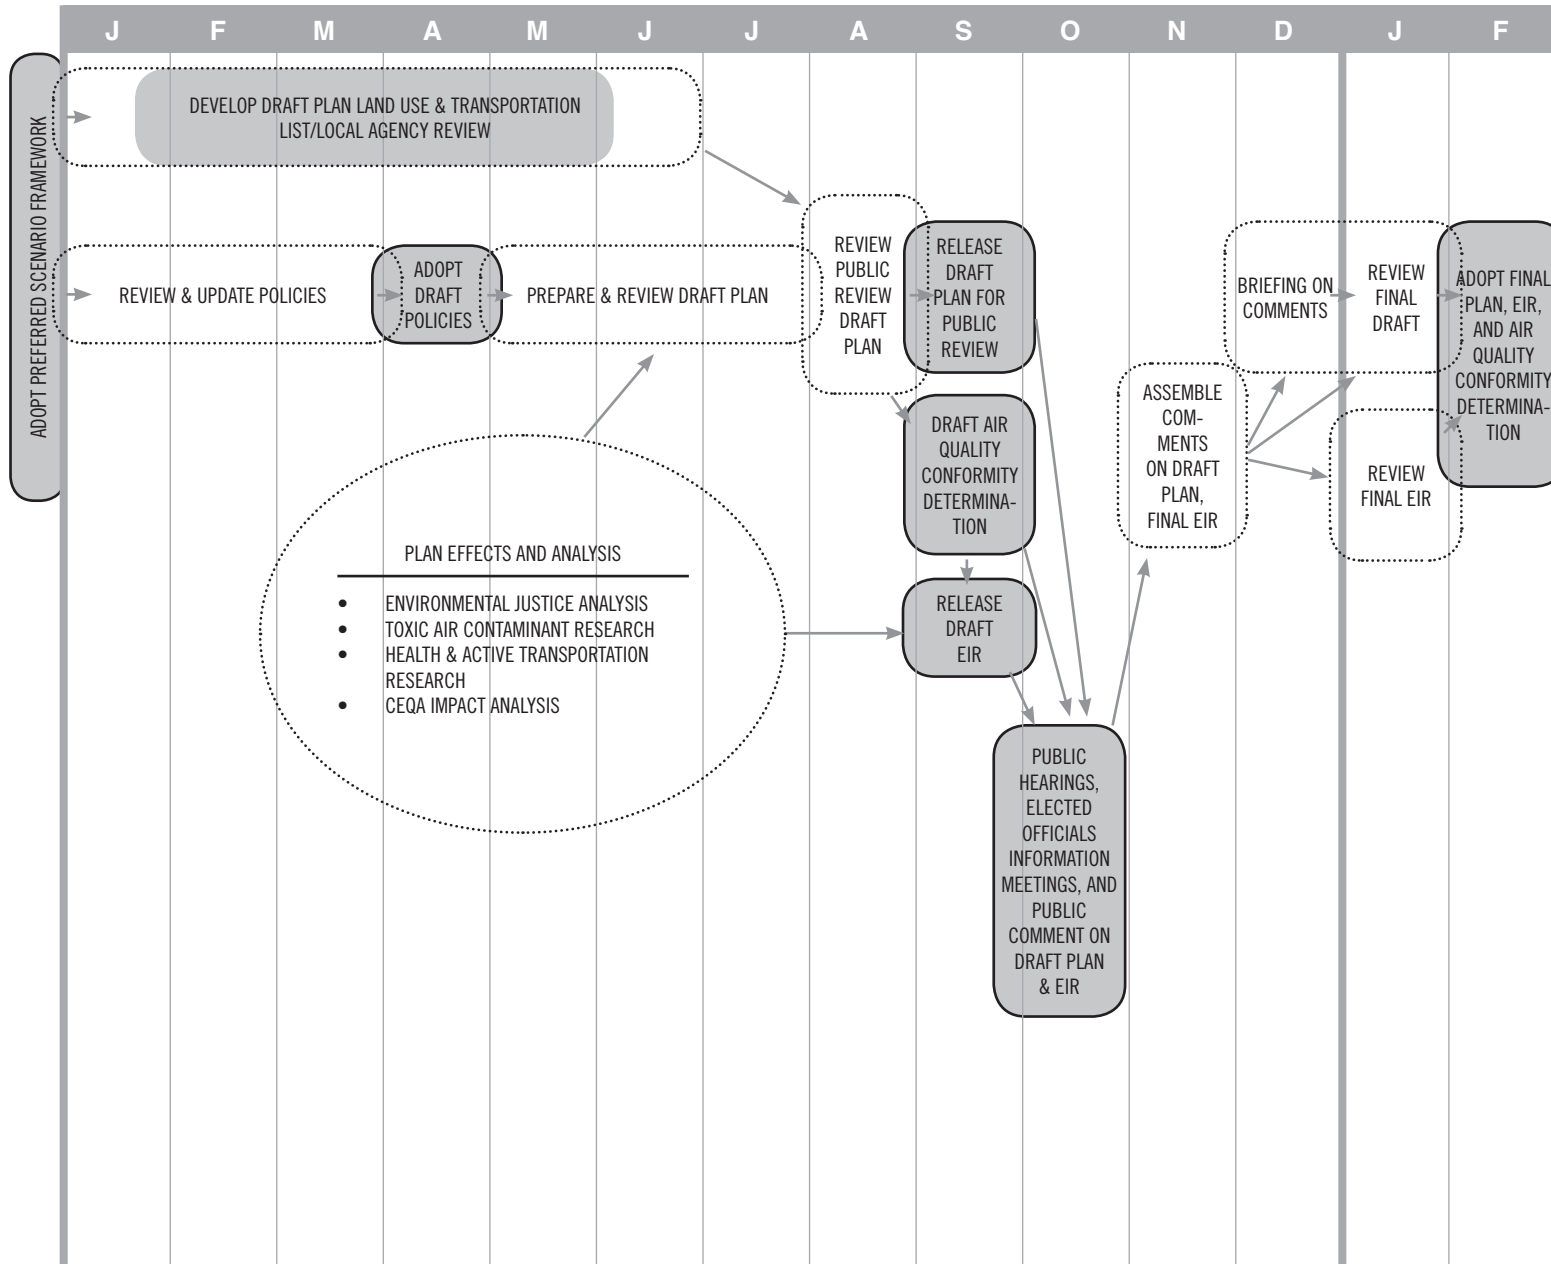 J F M A M J J A S O N D J F
ADOPT PREFERRED SCENARIO FRAMEWORK
DEVELOP DRAFT PLAN LAND USE & TRANSPORTATION
LIST/LOCAL AGENCY REVIEW
REVIEW & UPDATE POLICIES
ADOPT
DRAFT
POLICIES
PREPARE & REVIEW DRAFT PLAN
REVIEW
PUBLIC
REVIEW
DRAFT
PLAN
RELEASE
DRAFT
PLAN FOR
PUBLIC
REVIEW
DRAFT AIR
QUALITY
CONFORMITY
DETERMINA-
TION
PLAN EFFECTS AND ANALYSIS
• ENVIRONMENTAL JUSTICE ANALYSIS
• TOXIC AIR CONTAMINANT RESEARCH
• HEALTH & ACTIVE TRANSPORTATION
RESEARCH
• CEQA IMPACT ANALYSIS
RELEASE
DRAFT
EIR
PUBLIC
HEARINGS,
ELECTED
OFFICIALS
INFORMATION
MEETINGS, AND
PUBLIC
COMMENT ON
DRAFT PLAN
& EIR
ASSEMBLE
COM-
MENTS
ON DRAFT
PLAN,
FINAL EIR
BRIEFING ON
COMMENTS
REVIEW
FINAL
DRAFT
REVIEW
FINAL EIR
ADOPT FINAL
PLAN, EIR,
AND AIR
QUALITY
CONFORMITY
DETERMINA-
TION